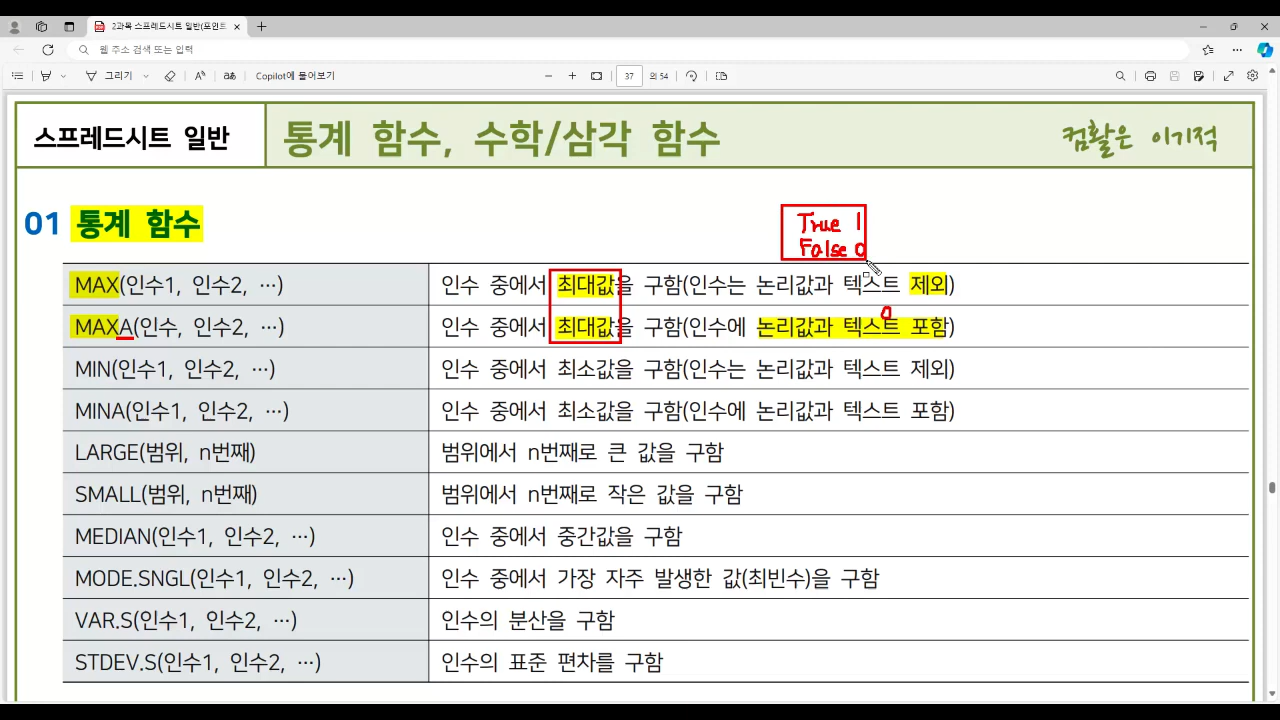 2과목 스프레드시트 일반(포인트
웹 주소 검색 또는 입력
그리기 aあ Copilot에 물어보기 37 의 54
스프레드시트 일반 통계 함수, 수학/삼각 함수 컴활은 이기적
01 통계 함수
True 1
False 0
MAX(인수1, 인수2, …) 인수 중에서 최대값을 구함(인수는 논리값과 텍스트 제외)
0
MAXA(인수, 인수2, …) 인수 중에서 최대값을 구함(인수에 논리값과 텍스트 포함)
MIN(인수1, 인수2, …) 인수 중에서 최소값을 구함(인수는 논리값과 텍스트 제외)
MINA(인수1, 인수2, …) 인수 중에서 최소값을 구함(인수에 논리값과 텍스트 포함)
LARGE(범위, n번째) 범위에서 n번째로 큰 값을 구함
SMALL(범위, n번째) 범위에서 n번째로 작은 값을 구함
MEDIAN(인수1, 인수2, …) 인수 중에서 중간값을 구함
MODE.SNGL(인수1, 인수2, …) 인수 중에서 가장 자주 발생한 값(최빈수)을 구함
VAR.S(인수1, 인수2, …) 인수의 분산을 구함
STDEV.S(인수1, 인수2, …) 인수의 표준 편차를 구함